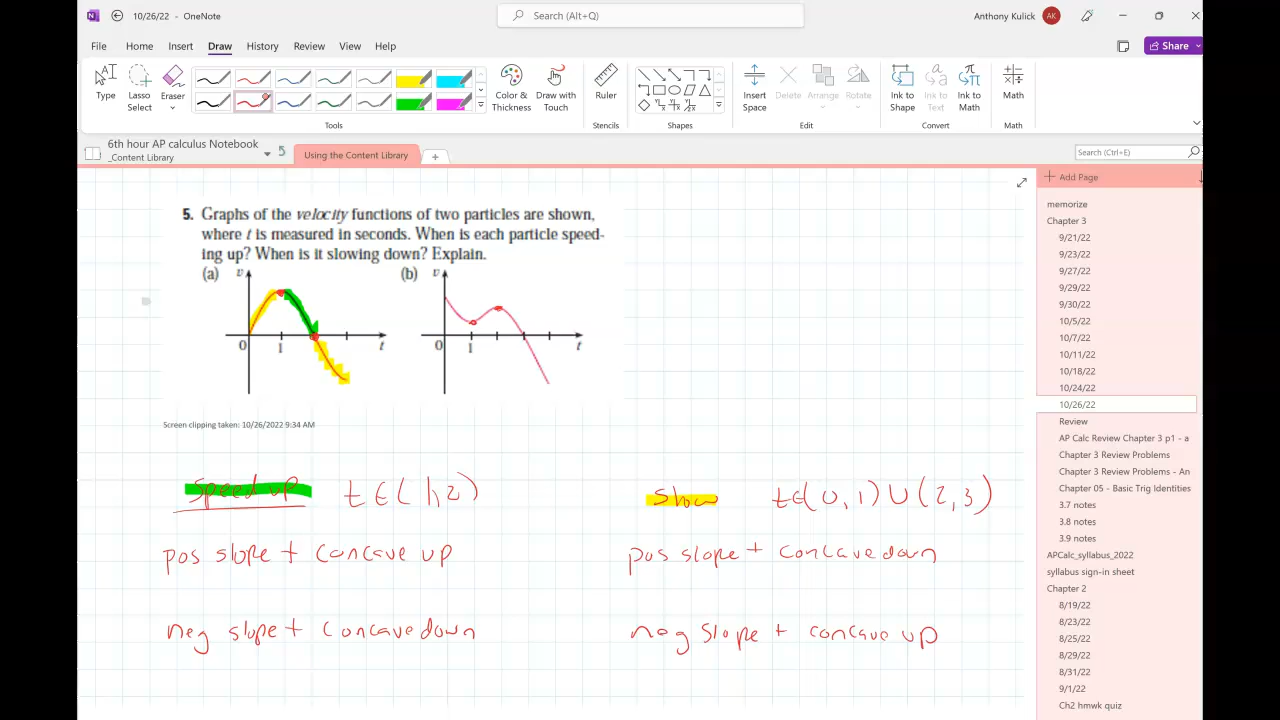 10/26/22 - OneNote
Search (Alt+Q)
Anthony Kulick AK
File Home Insert Draw History Review View Help
Share
Type
Lasso Select
Eraser
Color & Thickness
Draw with Touch
Ruler
Insert Space
Delete
Arrange
Rotate
Ink to Shape
Ink to Text
Ink to Math
Math
Tools
Stencils
Shapes
Edit
Convert
Math
6th hour AP calculus Notebook
_Content Library
Using the Content Library
Search (Ctrl+E)
Add Page
memorize
Chapter 3
9/21/22
9/23/22
9/27/22
9/29/22
9/30/22
10/5/22
10/7/22
10/11/22
10/18/22
10/24/22
10/26/22
Review
AP Calc Review Chapter 3 p1 - a
Chapter 3 Review Problems
Chapter 3 Review Problems - An
Chapter 05 - Basic Trig Identities
3.7 notes
3.8 notes
3.9 notes
APCalc_syllabus_2022
syllabus sign-in sheet
Chapter 2
8/19/22
8/23/22
8/25/22
8/29/22
8/31/22
9/1/22
Ch2 hmwk quiz
5. Graphs of the velocity functions of two particles are shown,
where t is measured in seconds. When is each particle speed-
ing up? When is it slowing down? Explain.
(a) v
0 1 t
(b) v
0 1 t
Screen clipping taken: 10/26/2022 9:34 AM
speed up t∈(1,2)
slow t∈(0,1)∪(2,3)
pos slope + concave up
pos slope + concave down
neg slope + concave down
neg slope + concave up